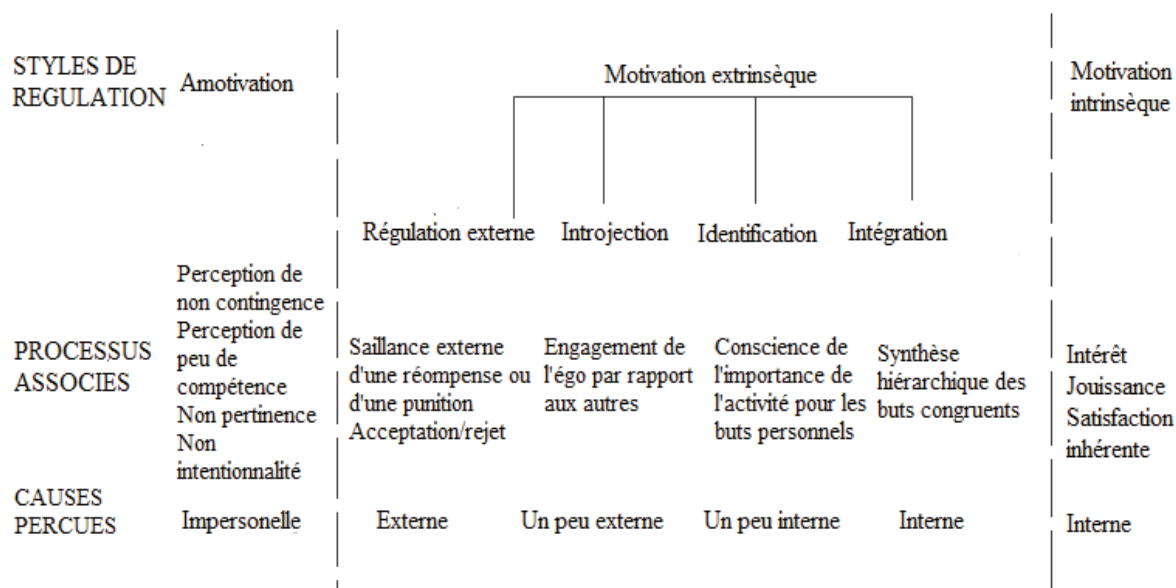 STYLES DE
REGULATION
Amotivation
Motivation extrinsèque
Motivation
intrinsèque
Régulation externe
Introjection
Identification
Intégration
PROCESSUS
ASSOCIES
Perception de
non contingence
Perception de
peu de
compétence
Non pertinence
Non
intentionnalité
Saillance externe
d'une réompense ou
d'une punition
Acceptation/rejet
Engagement de
l'égo par rapport
aux autres
Conscience de
l'importance de
l'activité pour les
buts personnels
Synthèse
hiérarchique des
buts congruents
Intérêt
Jouissance
Satisfaction
inhérente
CAUSES
PERCUES
Impersonelle
Externe
Un peu externe
Un peu interne
Interne
Interne